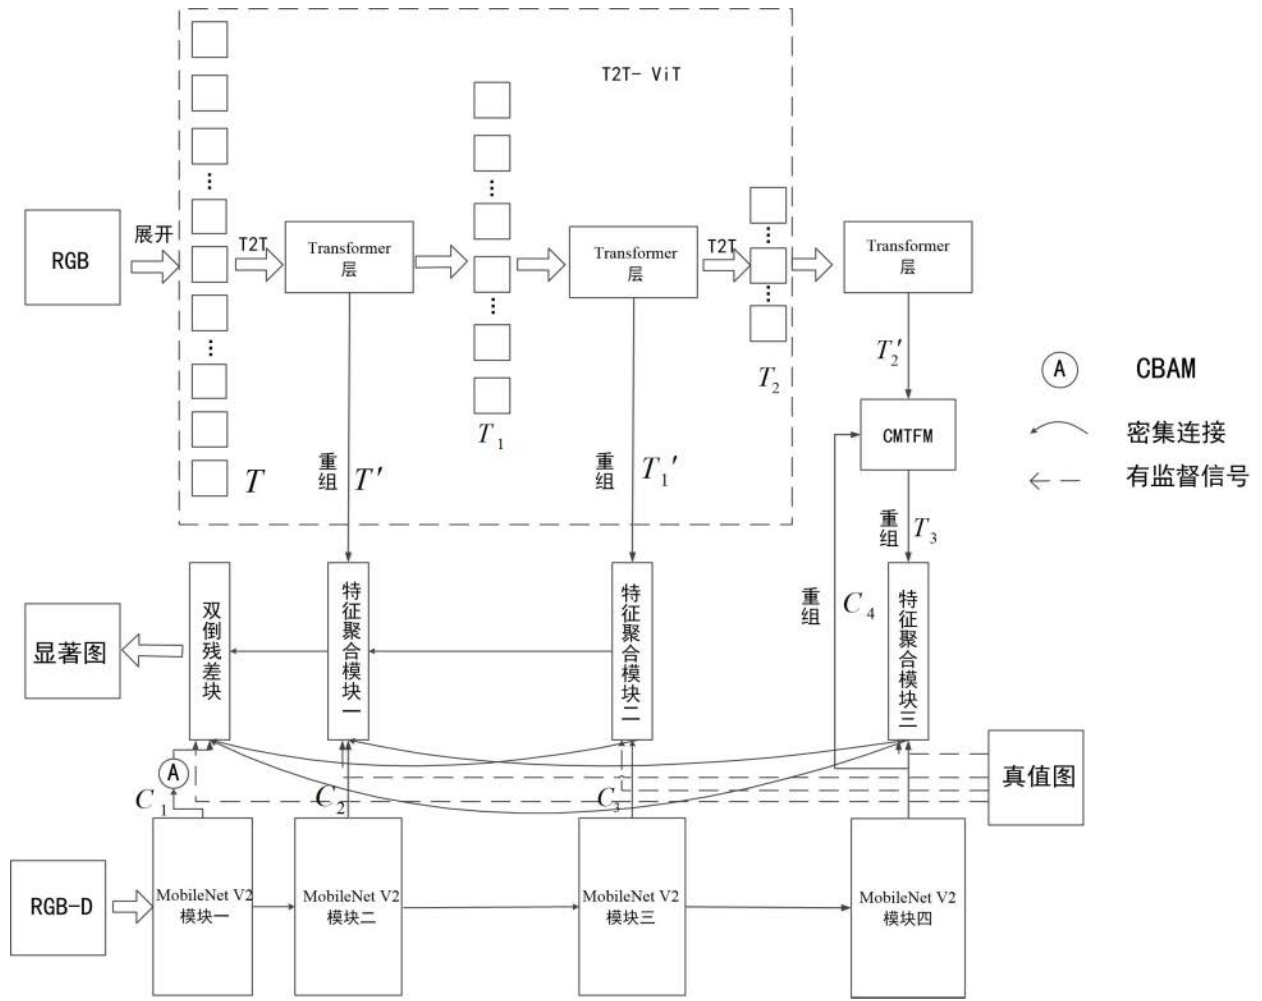 T2T- ViT
RGB
展开
T2T
Transformer
层
Transformer
层
T2T
Transformer
层
T
T₁
T₂
重组
T′
重组
T₁′
T₂′
CMTFM
重组
T₃
A
CBAM
密集连接
有监督信号
显著图
双倒残差块
特征聚合模块一
特征聚合模块二
重组
C₄
特征聚合模块三
真值图
A
C₁
C₂
C₃
RGB-D
MobileNet V2
模块一
MobileNet V2
模块二
MobileNet V2
模块三
MobileNet V2
模块四